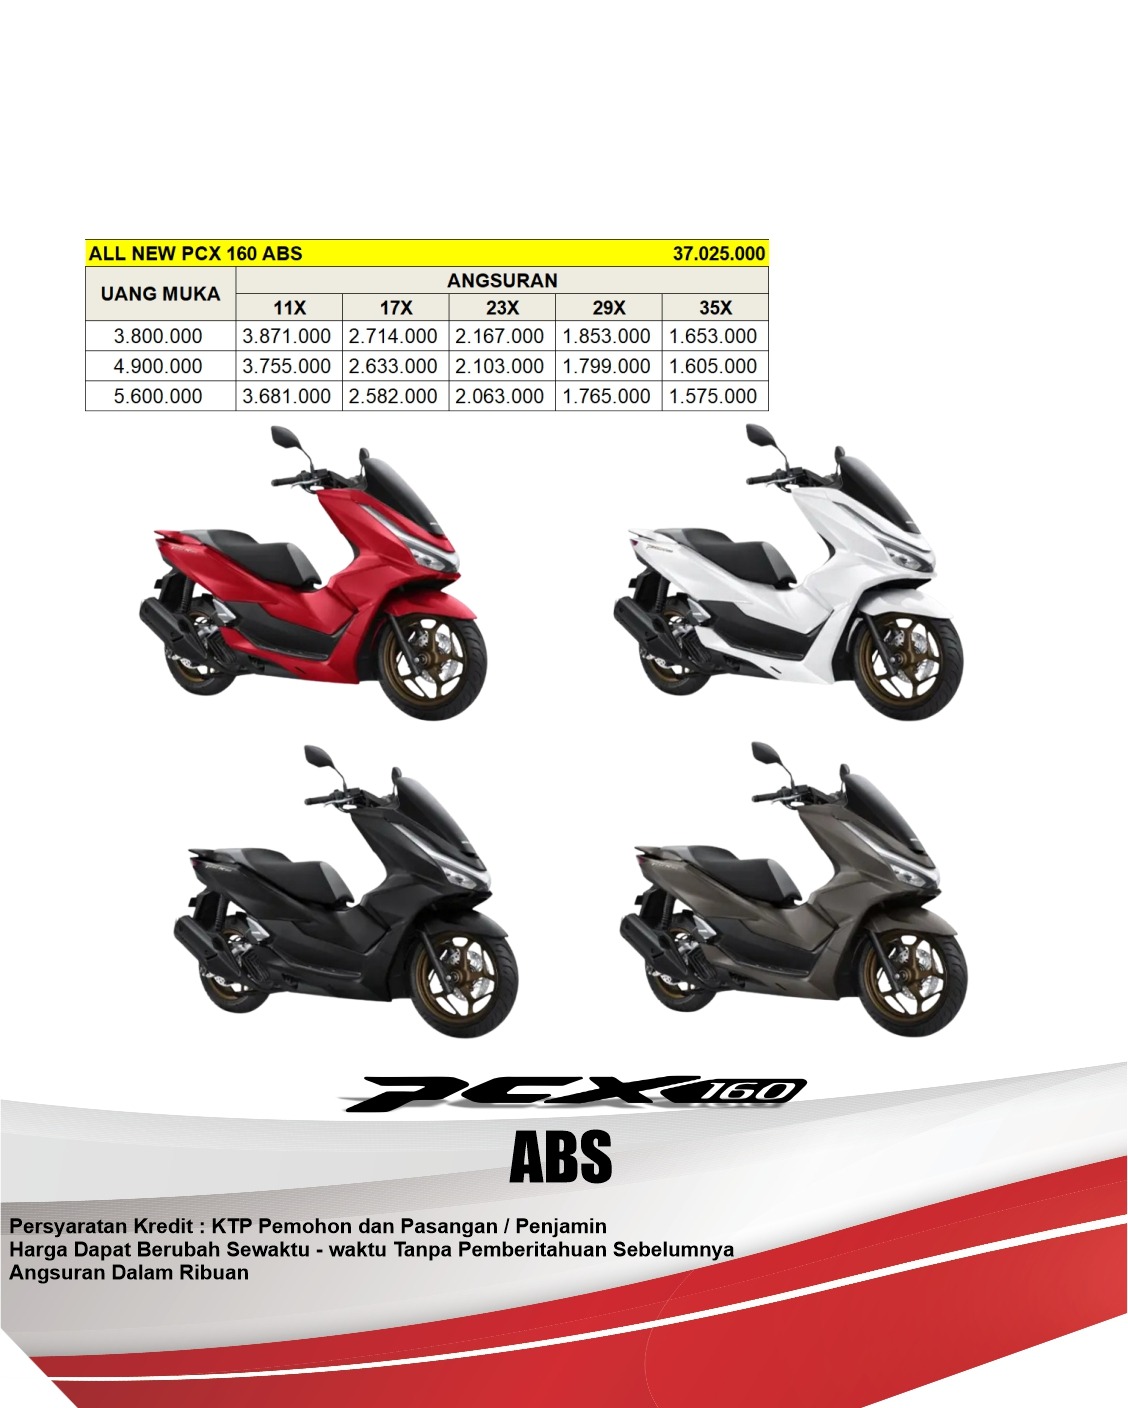 ALL NEW PCX 160 ABS 37.025.000
UANG MUKA ANGSURAN
11X 17X 23X 29X 35X
3.800.000 3.871.000 2.714.000 2.167.000 1.853.000 1.653.000
4.900.000 3.755.000 2.633.000 2.103.000 1.799.000 1.605.000
5.600.000 3.681.000 2.582.000 2.063.000 1.765.000 1.575.000
PCX 160
ABS
Persyaratan Kredit : KTP Pemohon dan Pasangan / Penjamin
Harga Dapat Berubah Sewaktu - waktu Tanpa Pemberitahuan Sebelumnya
Angsuran Dalam Ribuan